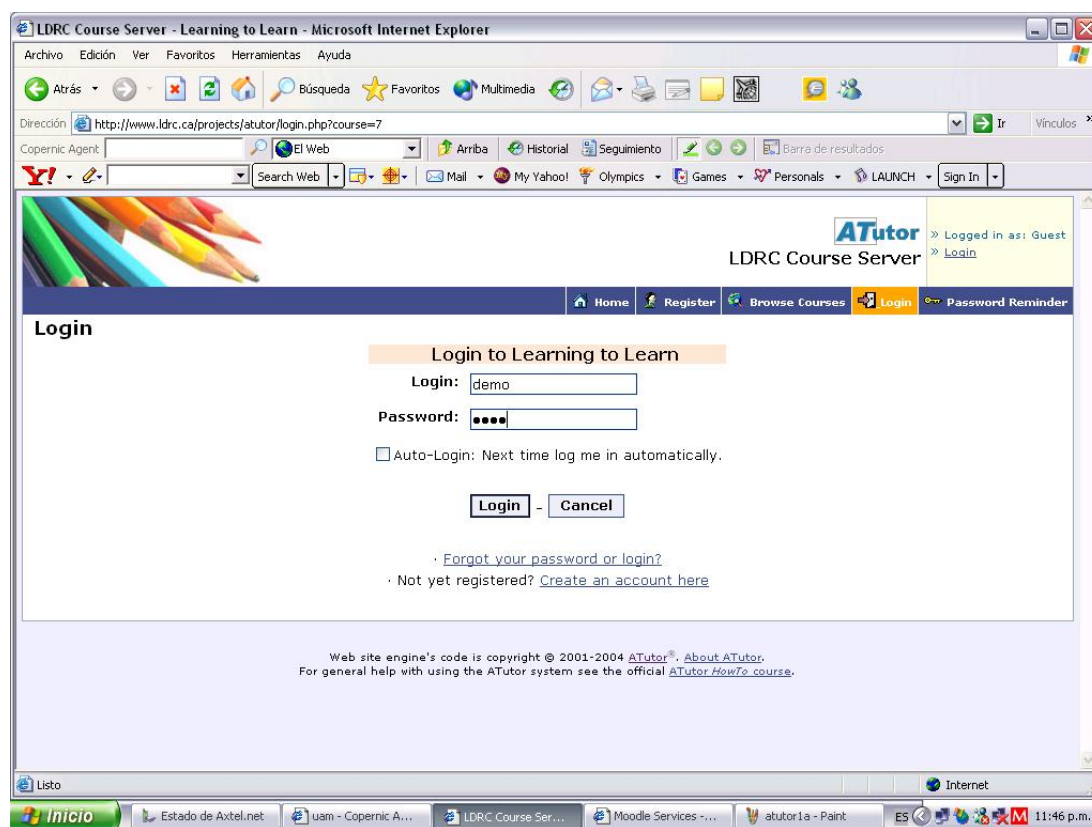 LDRC Course Server - Learning to Learn - Microsoft Internet Explorer
Archivo Edición Ver Favoritos Herramientas Ayuda
Atrás Búsqueda Favoritos Multimedia
Dirección http://www.ldrc.ca/projects/atutor/login.php?course=7 Ir Vínculos »
Copernic Agent El Web Arriba Historial Seguimiento Barra de resultados
Y! Search Web Mail My Yahoo! Olympics Games Personals LAUNCH Sign In
ATutor
LDRC Course Server
» Logged in as: Guest
» Login
Home Register Browse Courses Login Password Reminder
Login
Login to Learning to Learn
Login: demo
Password: ••••
Auto-Login: Next time log me in automatically.
Login - Cancel
· Forgot your password or login?
· Not yet registered? Create an account here
Web site engine's code is copyright © 2001-2004 ATutor®. About ATutor.
For general help with using the ATutor system see the official ATutor HowTo course.
Listo Internet
Inicio Estado de Axtel.net uam - Copernic A... LDRC Course Ser... Moodle Services -... atutor1a - Paint ES M 11:46 p.m.